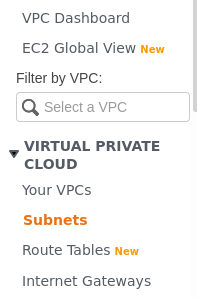 VPC Dashboard
EC2 Global View New
Filter by VPC:
Select a VPC
VIRTUAL PRIVATE
CLOUD
Your VPCs
Subnets
Route Tables New
Internet Gateways